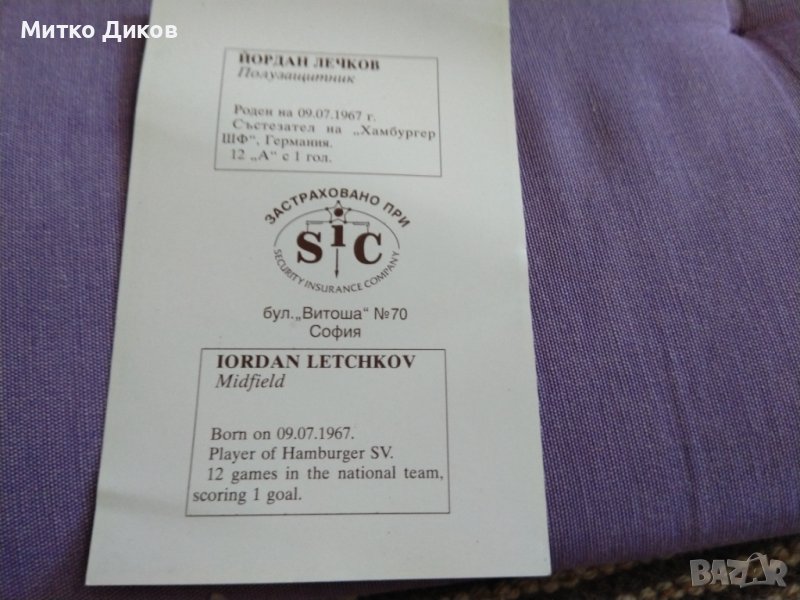 Митко Диков
ЙОРДАН ЛЕЧКОВ
Полузащитник
Роден на 09.07.1967 г.
Състезател на „Хамбургер
ШФ“, Германия.
12 „А“ с 1 гол.
ЗАСТРАХОВАНО ПРИ
SiC
SECURITY INSURANCE COMPANY
бул.„Витоша“ №70
София
IORDAN LETCHKOV
Midfield
Born on 09.07.1967.
Player of Hamburger SV.
12 games in the national team,
scoring 1 goal.
BAZAR